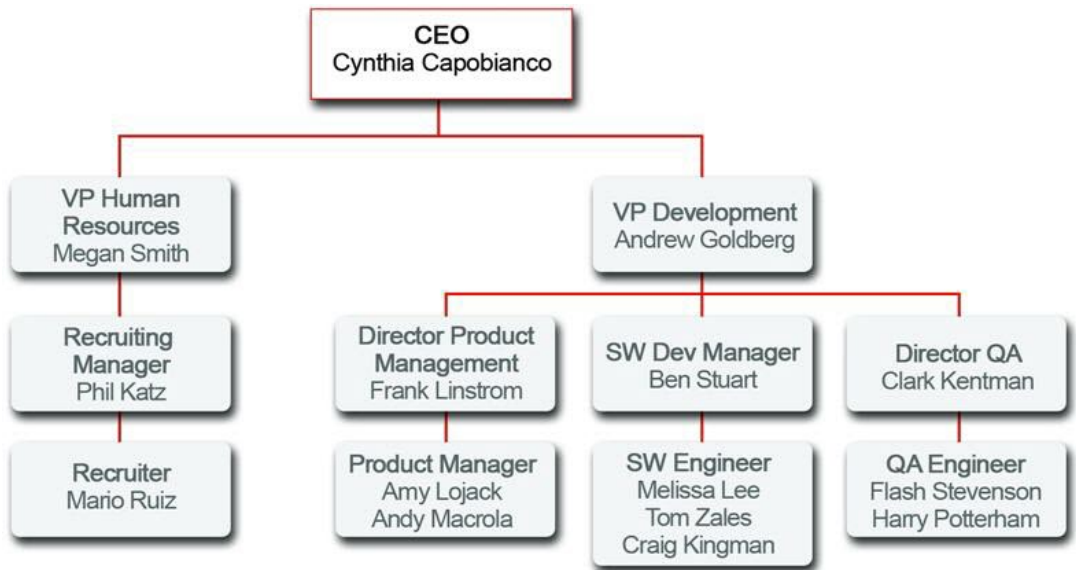 CEO
Cynthia Capobianco
VP Human
Resources
Megan Smith
VP Development
Andrew Goldberg
Recruiting
Manager
Phil Katz
Director Product
Management
Frank Linstrom
SW Dev Manager
Ben Stuart
Director QA
Clark Kentman
Recruiter
Mario Ruiz
Product Manager
Amy Lojack
Andy Macrola
SW Engineer
Melissa Lee
Tom Zales
Craig Kingman
QA Engineer
Flash Stevenson
Harry Potterham